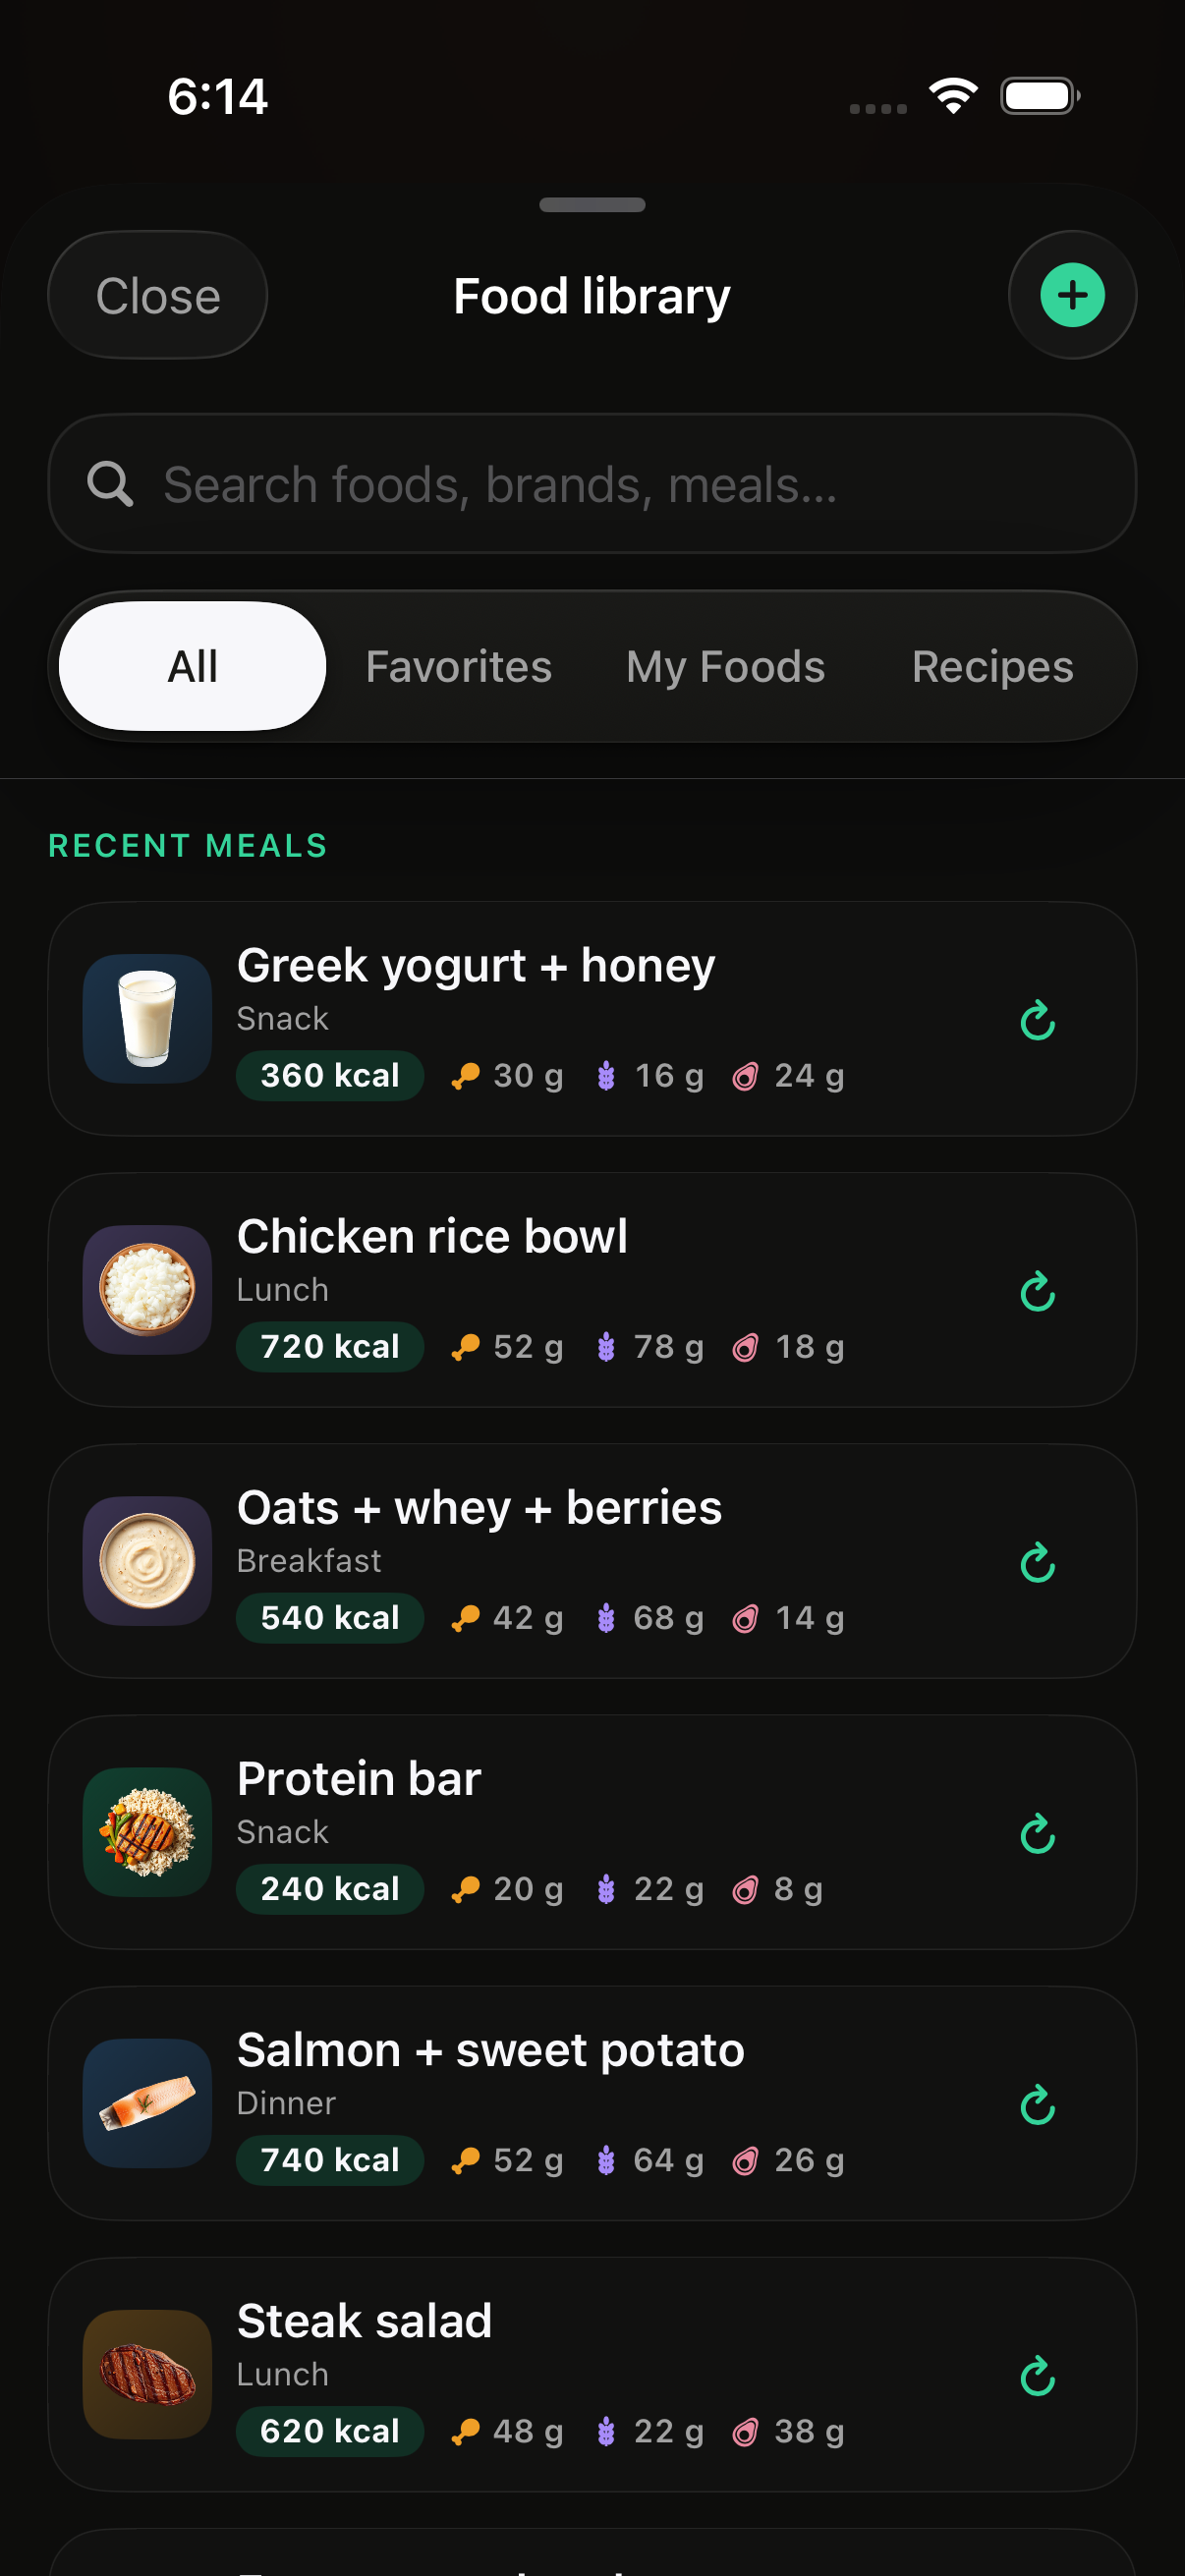 6:14
Close
Food library
Search foods, brands, meals...
All
Favorites
My Foods
Recipes
RECENT MEALS
Greek yogurt + honey
Snack
360 kcal 30 g 16 g 24 g
Chicken rice bowl
Lunch
720 kcal 52 g 78 g 18 g
Oats + whey + berries
Breakfast
540 kcal 42 g 68 g 14 g
Protein bar
Snack
240 kcal 20 g 22 g 8 g
Salmon + sweet potato
Dinner
740 kcal 52 g 64 g 26 g
Steak salad
Lunch
620 kcal 48 g 22 g 38 g